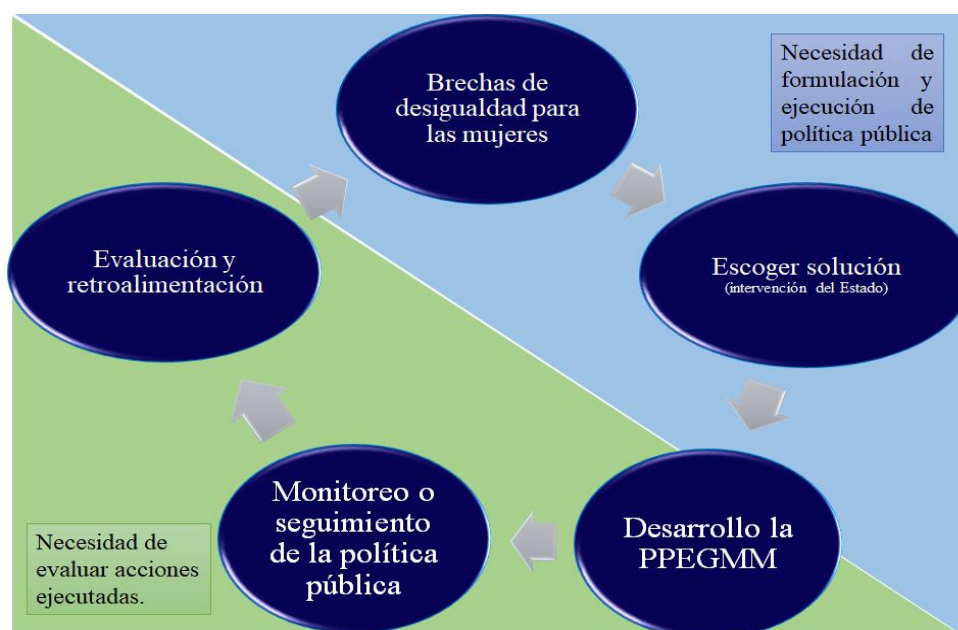 Brechas de
desigualdad para
las mujeres
Necesidad de
formulación y
ejecución de
política pública
Escoger solución
(intervención del Estado)
Desarrollo la
PPEGMM
Monitoreo o
seguimiento
de la política
pública
Evaluación y
retroalimentación
Necesidad de
evaluar acciones
ejecutadas.